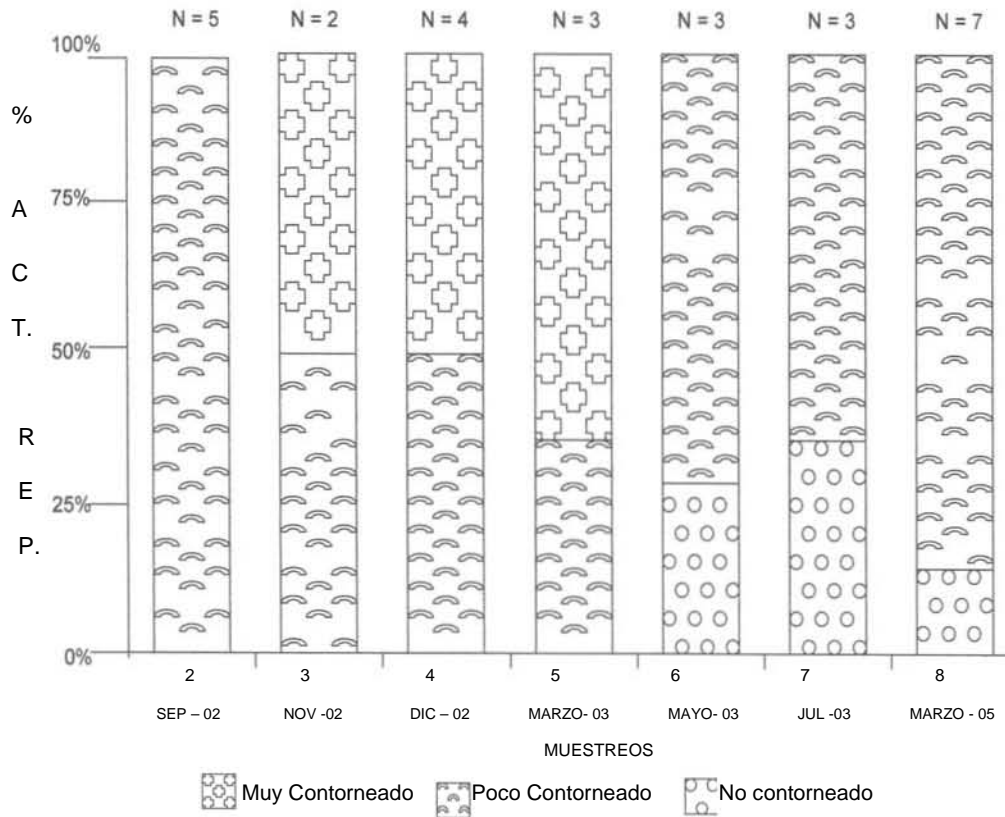 N = 5 N = 2 N = 4 N = 3 N = 3 N = 3 N = 7
100%
%
75%
A
C
T.
50%
R
E
25%
P.
0%
2 3 4 5 6 7 8
SEP – 02 NOV -02 DIC – 02 MARZO- 03 MAYO- 03 JUL -03 MARZO - 05
MUESTREOS
Muy Contorneado Poco Contorneado No contorneado